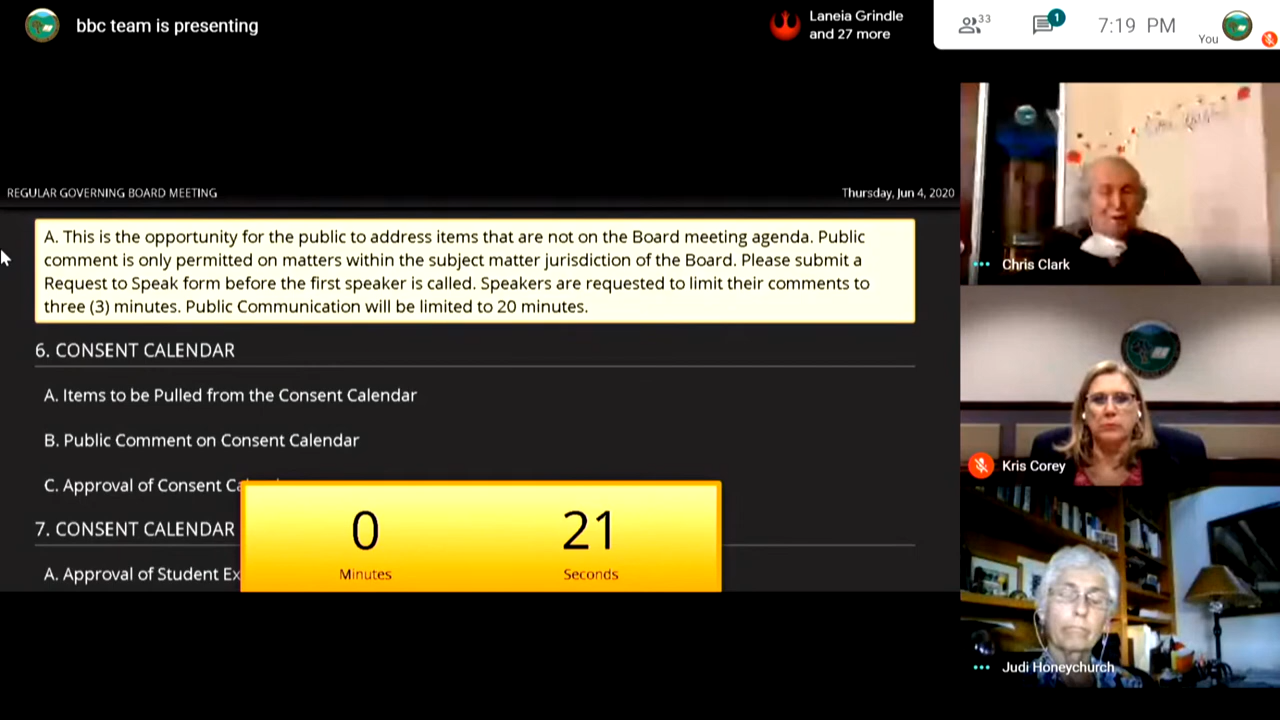 bbc team is presenting
Laneia Grindle
and 27 more
33
1
7:19 PM
You
REGULAR GOVERNING BOARD MEETING
Thursday, Jun 4, 2020
A. This is the opportunity for the public to address items that are not on the Board meeting agenda. Public
comment is only permitted on matters within the subject matter jurisdiction of the Board. Please submit a
Request to Speak form before the first speaker is called. Speakers are requested to limit their comments to
three (3) minutes. Public Communication will be limited to 20 minutes.
6. CONSENT CALENDAR
A. Items to be Pulled from the Consent Calendar
B. Public Comment on Consent Calendar
C. Approval of Consent
7. CONSENT CALENDAR
A. Approval of Student Ex
0
21
Minutes
Seconds
Chris Clark
Kris Corey
Judi Honeychurch